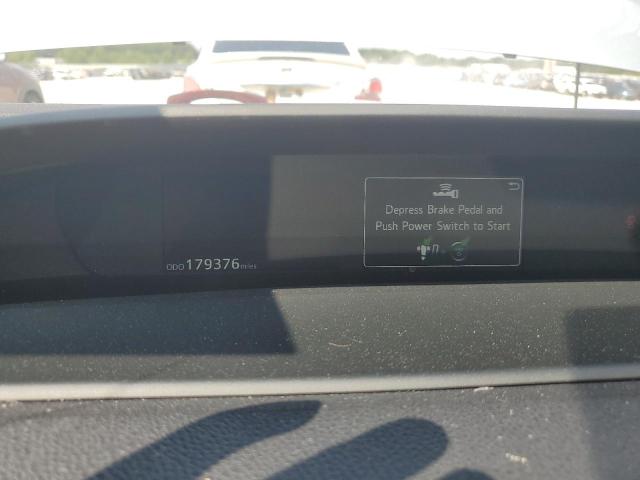 Depress Brake Pedal and
Push Power Switch to Start
ODO 179376 miles